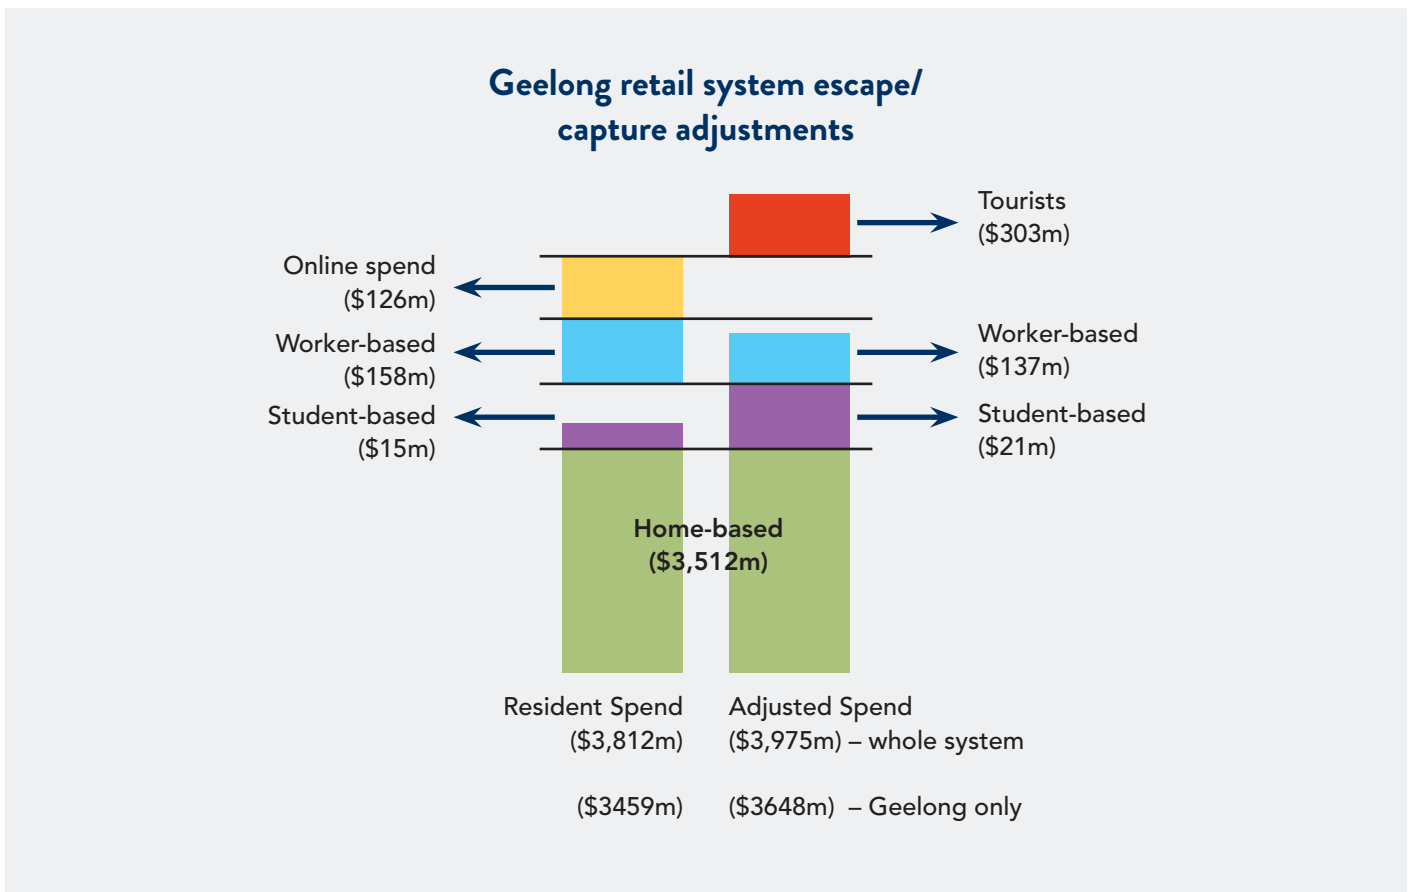 Geelong retail system escape/
capture adjustments
Tourists
($303m)
Online spend
($126m)
Worker-based
($158m)
Worker-based
($137m)
Student-based
($15m)
Student-based
($21m)
Home-based
($3,512m)
Resident Spend
($3,812m)
Adjusted Spend
($3,975m) – whole system
($3459m)
($3648m) – Geelong only